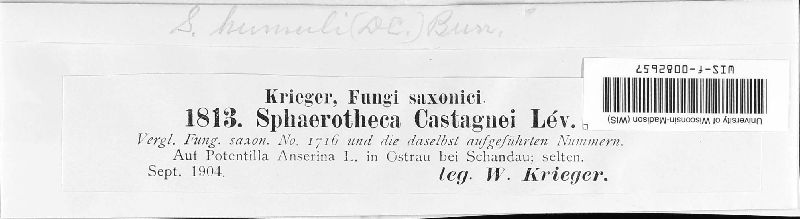 S. humuli (DC.) Burr.
Krieger, Fungi saxonici.
1813. Sphaerotheca Castagnei Lév.
Vergl. Fung. saxon. No. 1716 und die daselbst aufgeführten Nummern.
Auf Potentilla Anserina L. in Ostrau bei Schandau; selten.
Sept. 1904. leg. W. Krieger.
WIS-f-0082957
University of Wisconsin-Madison (WIS)